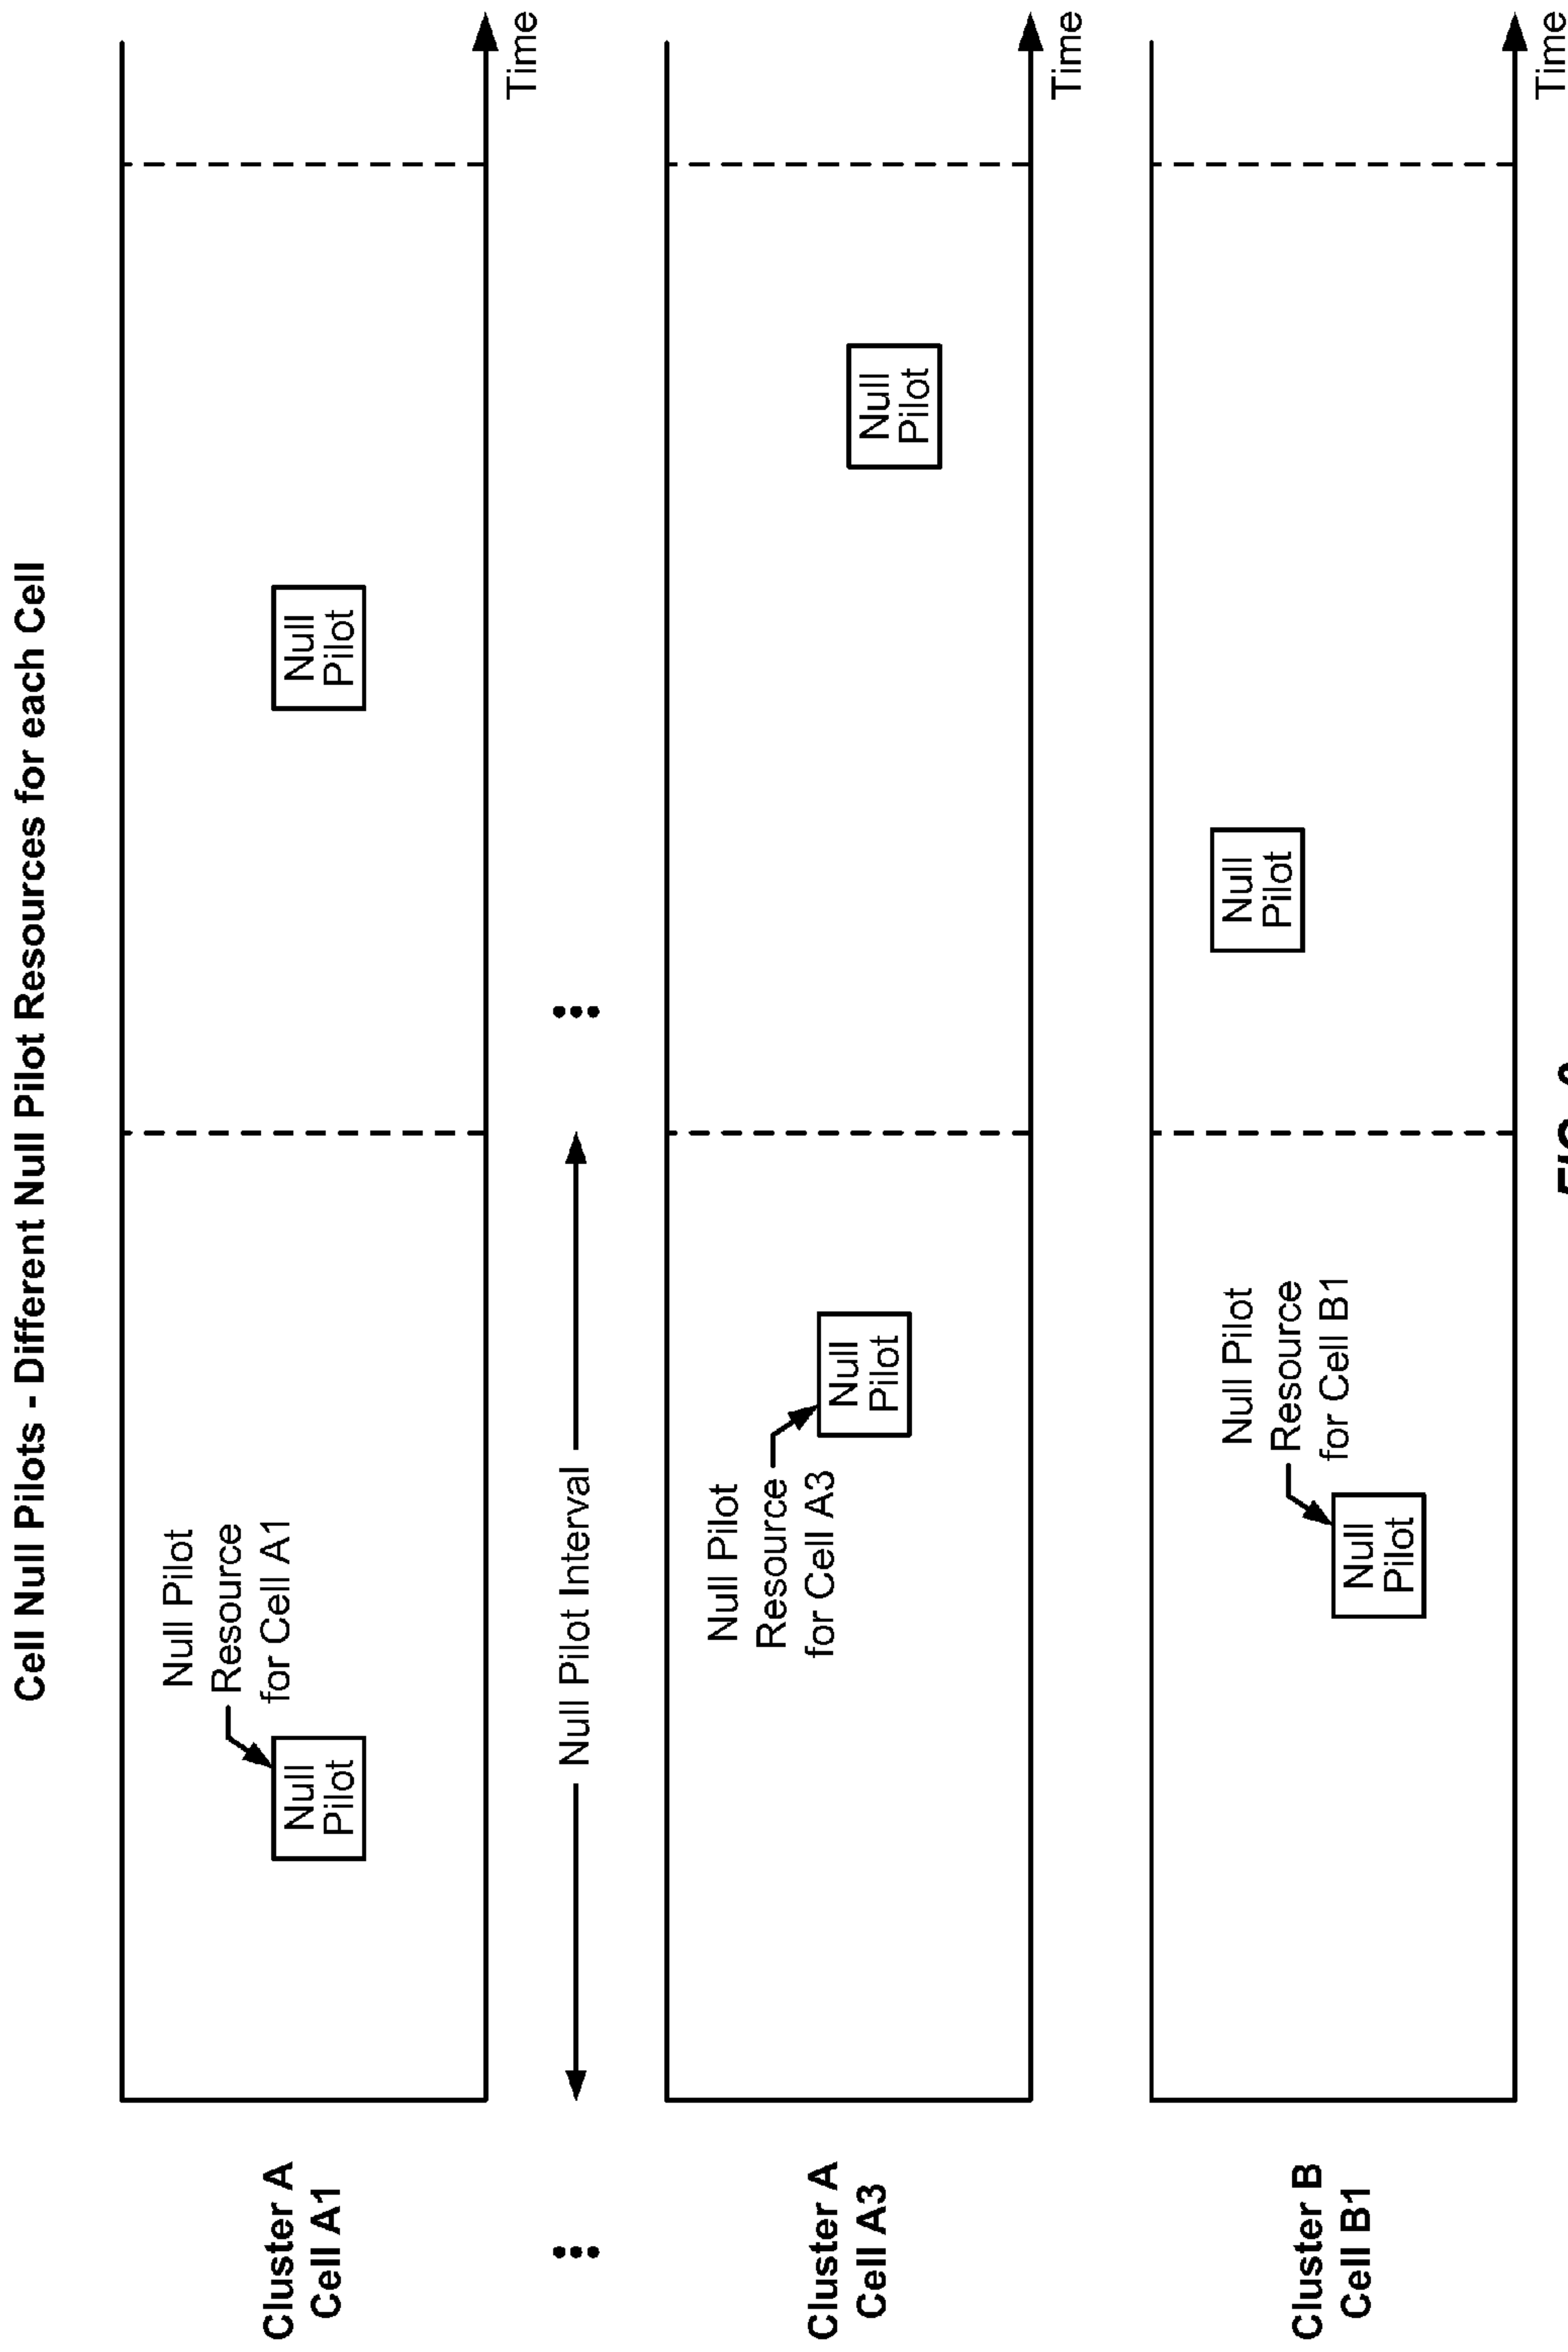 Cell Null Pilots - Different Null Pilot Resources for each Cell
Cluster A
Cell A1
Null Pilot
Resource
for Cell A1
Null
Pilot
Null
Pilot
Time
Null Pilot Interval
Cluster A
Cell A3
Null Pilot
Resource
for Cell A3
Null
Pilot
Null
Pilot
Time
Cluster B
Cell B1
Null Pilot
Resource
for Cell B1
Null
Pilot
Null
Pilot
Time
FIG.